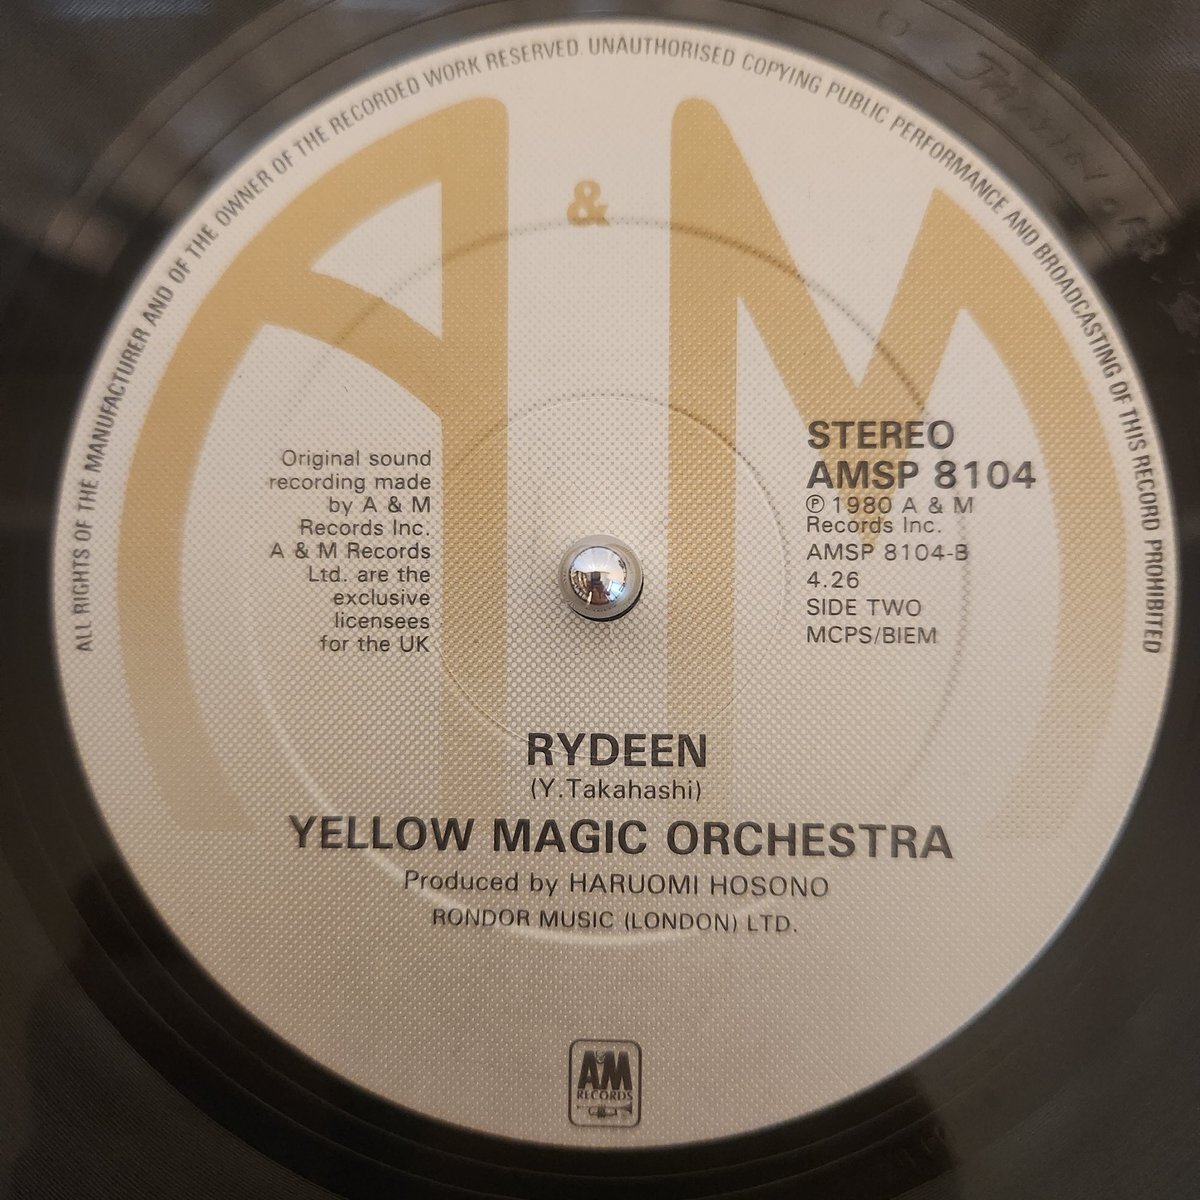 ALL RIGHTS OF THE MANUFACTURER AND OF THE OWNER OF THE RECORDED WORK RESERVED. UNAUTHORISED COPYING PUBLIC PERFORMANCE AND BROADCASTING OF THIS RECORD PROHIBITED
A & M
Original sound
recording made
by A & M
Records Inc.
A & M Records
Ltd. are the
exclusive
licensees
for the UK
STEREO
AMSP 8104
℗ 1980 A & M
Records Inc.
AMSP 8104-B
4.26
SIDE TWO
MCPS/BIEM
RYDEEN
(Y.Takahashi)
YELLOW MAGIC ORCHESTRA
Produced by HARUOMI HOSONO
RONDOR MUSIC (LONDON) LTD.
A&M
RECORDS